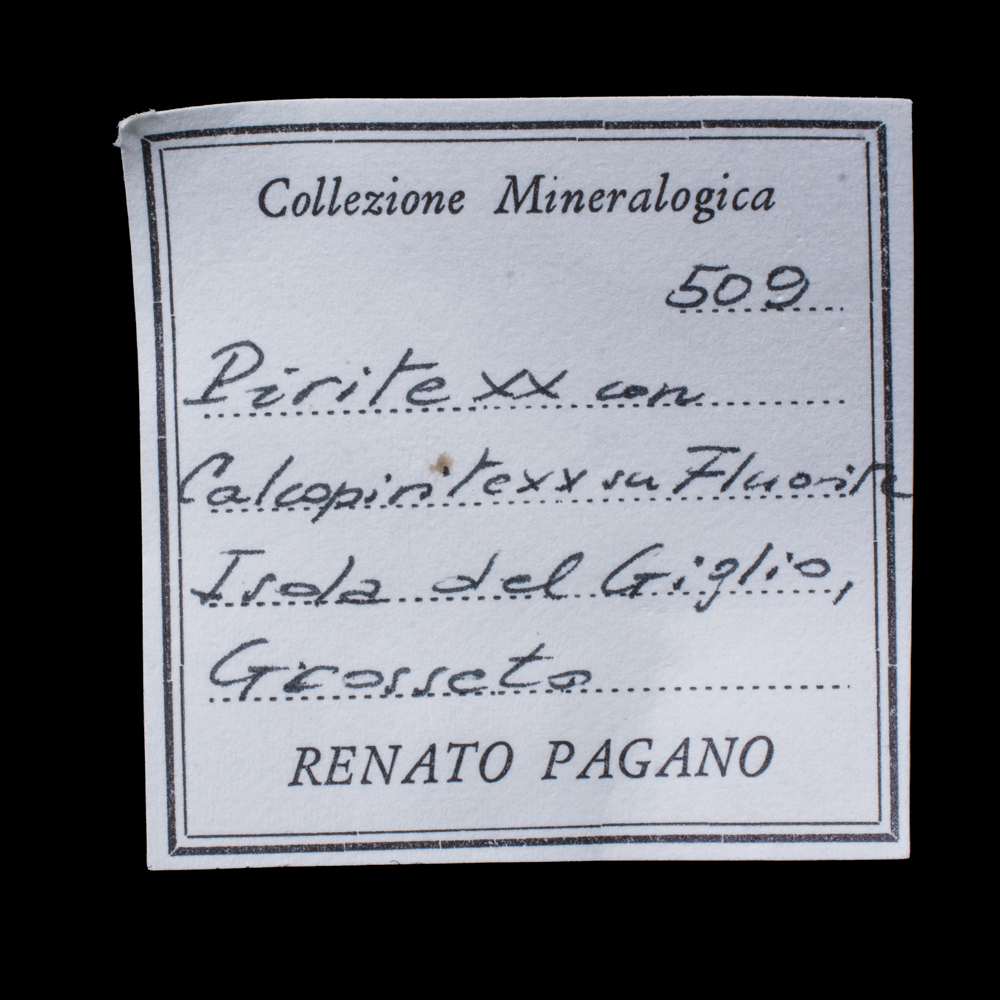 Collezione Mineralogica
509
Pirite xx con
Calcopirite xx su Fluorite
Isola del Giglio,
Grosseto
RENATO PAGANO